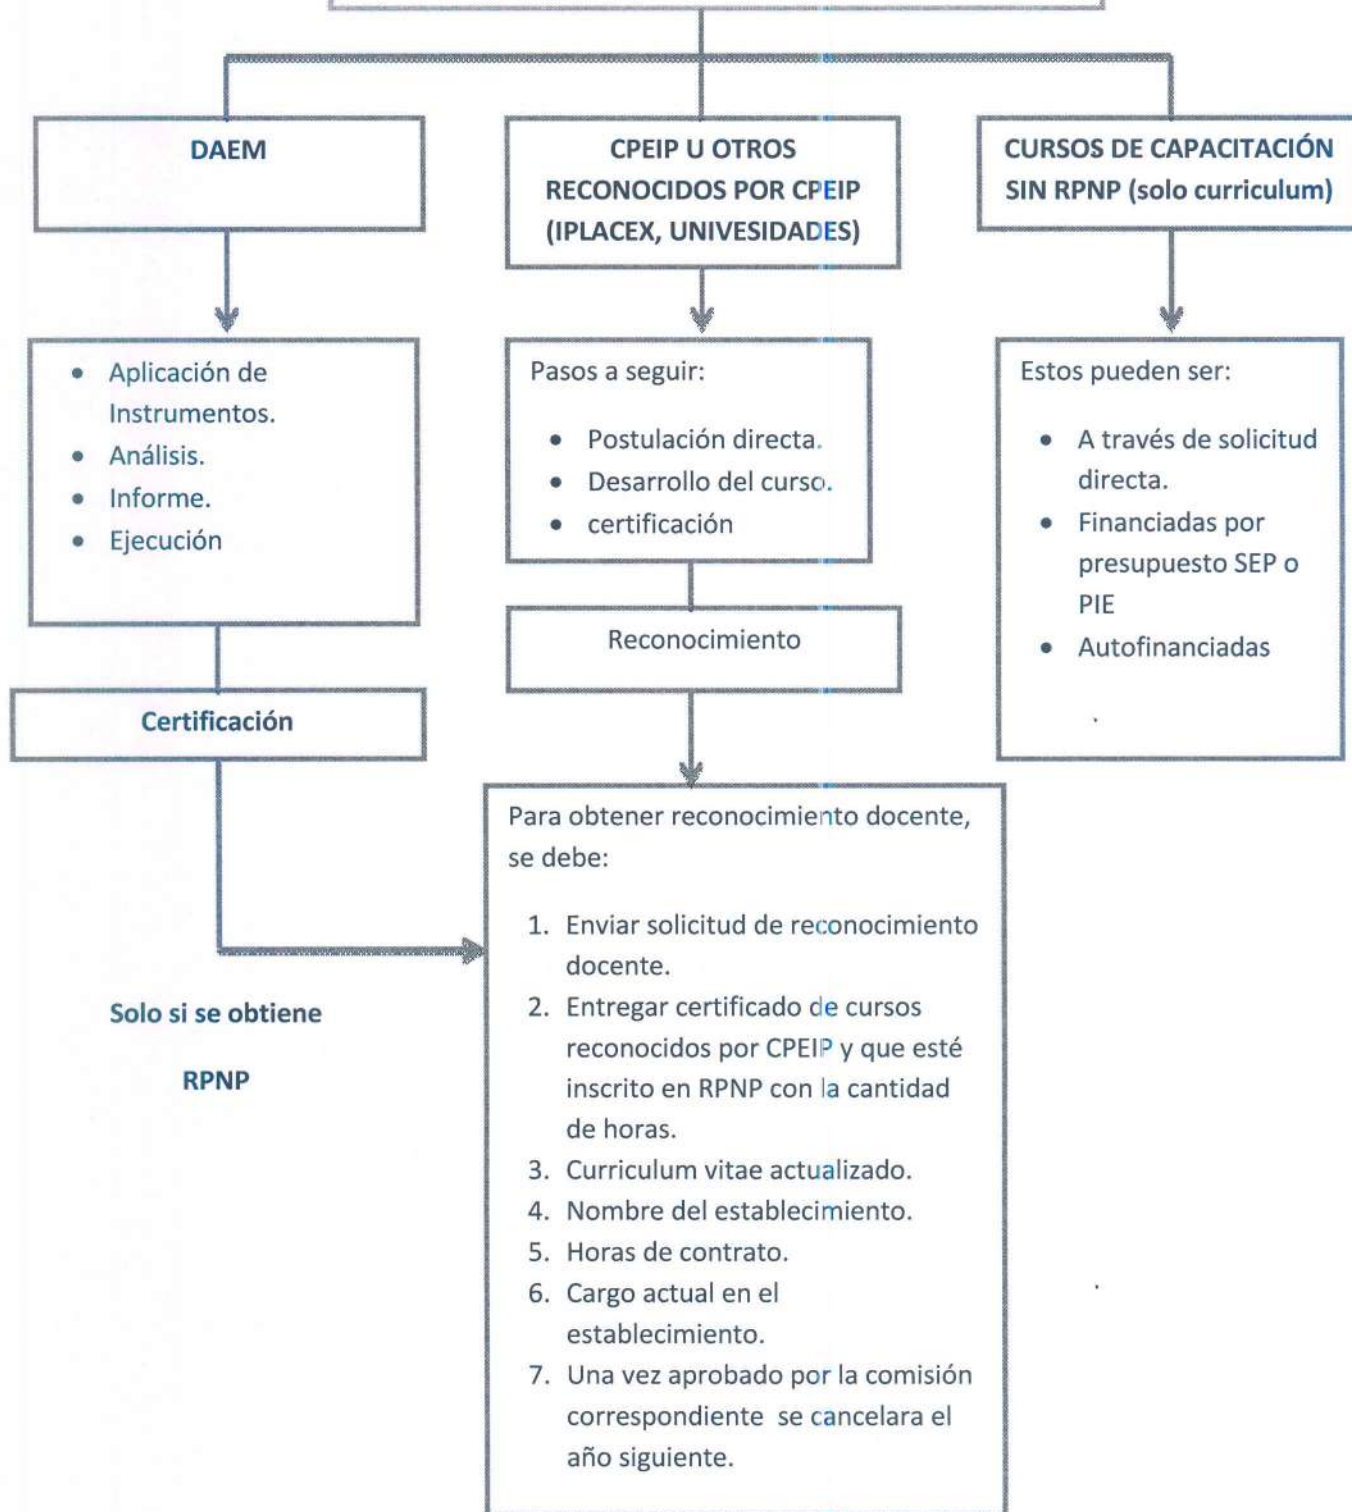 DAEM
CPEIP U OTROS
RECONOCIDOS POR CPEIP
(IPLACEX, UNIVESIDADES)
CURSOS DE CAPACITACIÓN
SIN RPNP (solo curriculum)
• Aplicación de
Instrumentos.
• Análisis.
• Informe.
• Ejecución
Certificación
Solo si se obtiene
RPNP
Pasos a seguir:
• Postulación directa.
• Desarrollo del curso.
• certificación
Reconocimiento
Estos pueden ser:
• A través de solicitud
directa.
• Financiadas por
presupuesto SEP o
PIE
• Autofinanciadas
Para obtener reconocimiento docente,
se debe:
1. Enviar solicitud de reconocimiento
docente.
2. Entregar certificado de cursos
reconocidos por CPEIP y que esté
inscrito en RPNP con la cantidad
de horas.
3. Curriculum vitae actualizado.
4. Nombre del establecimiento.
5. Horas de contrato.
6. Cargo actual en el
establecimiento.
7. Una vez aprobado por la comisión
correspondiente se cancelara el
año siguiente.